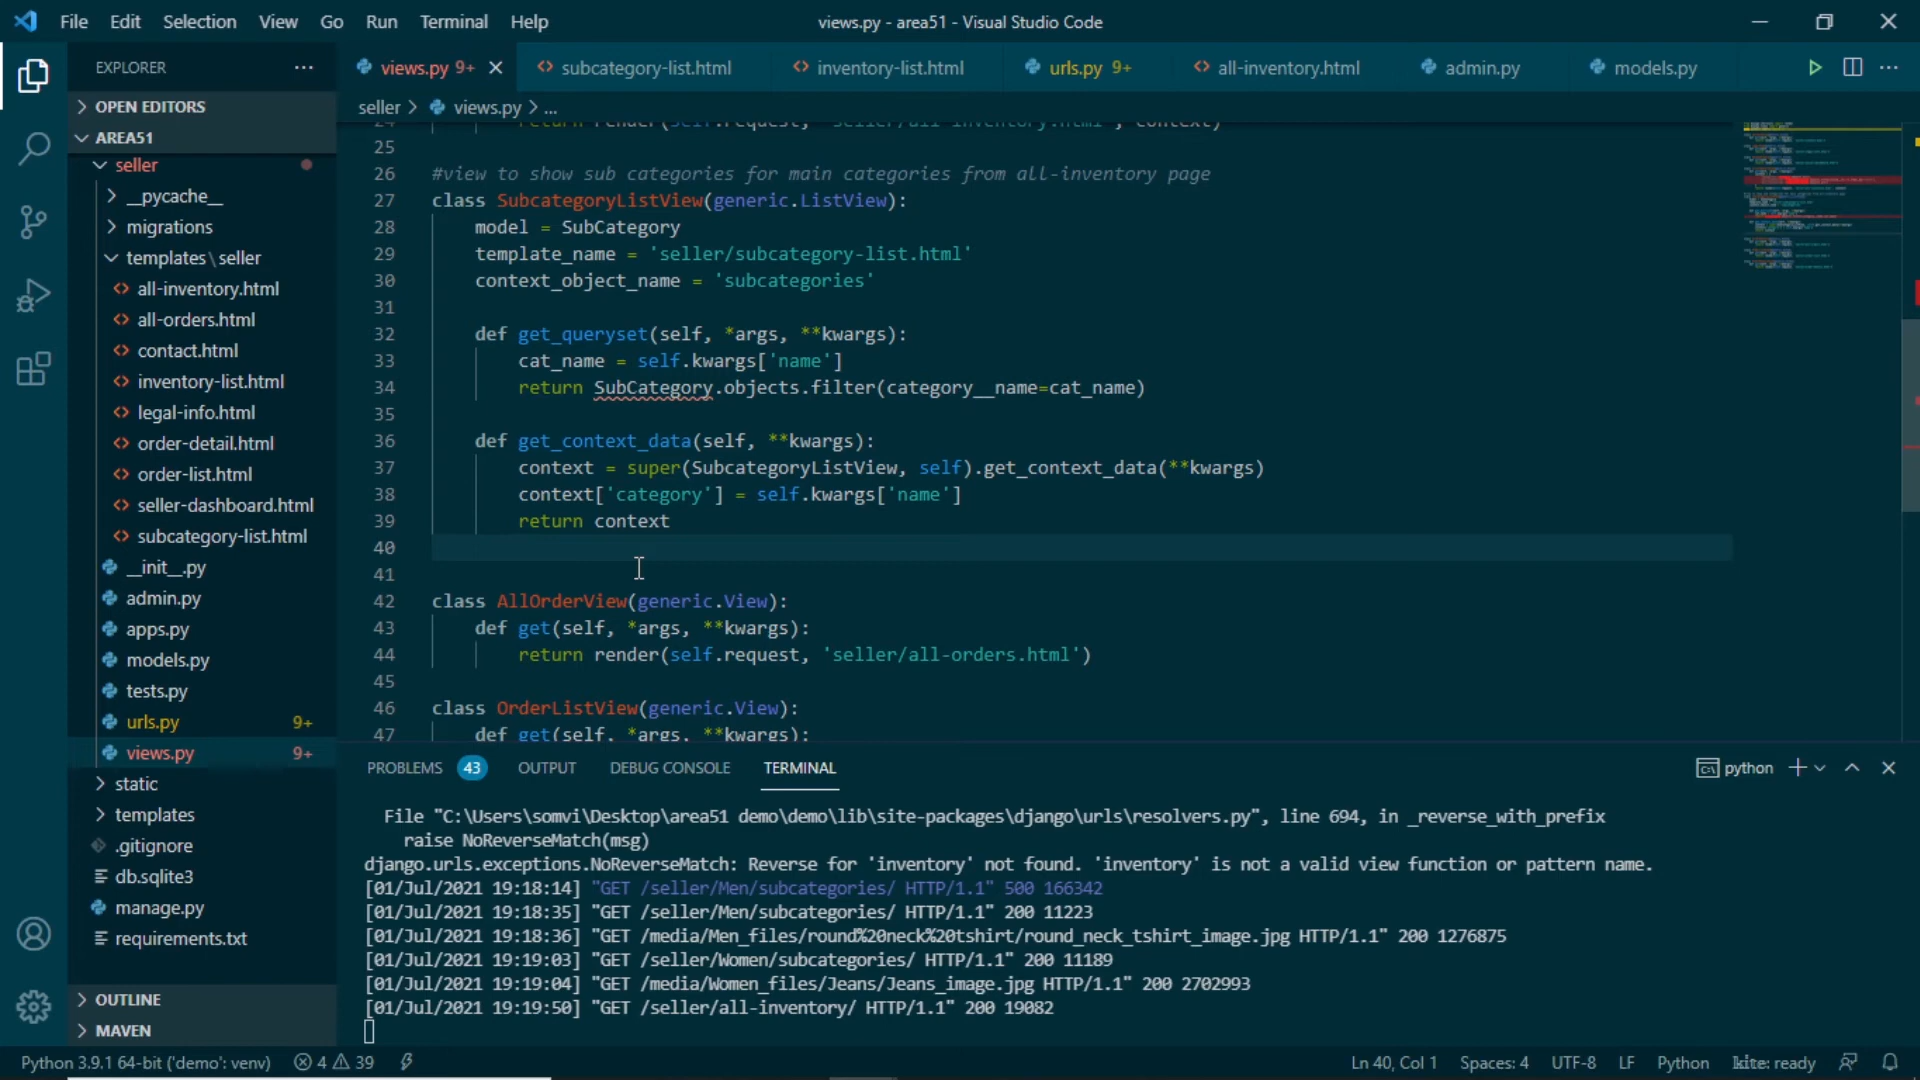 File Edit Selection View Go Run Terminal Help
views.py - area51 - Visual Studio Code
EXPLORER
OPEN EDITORS
AREA51
seller
__pycache__
migrations
templates\seller
all-inventory.html
all-orders.html
contact.html
inventory-list.html
legal-info.html
order-detail.html
order-list.html
seller-dashboard.html
subcategory-list.html
__init__.py
admin.py
apps.py
models.py
tests.py
urls.py 9+
views.py 9+
static
templates
.gitignore
db.sqlite3
manage.py
requirements.txt
OUTLINE
MAVEN
views.py 9+ subcategory-list.html inventory-list.html urls.py 9+ all-inventory.html admin.py models.py
seller > views.py > ...
24 return render(self.request, 'seller/all-inventory.html', context)
25
26 #view to show sub categories for main categories from all-inventory page
27 class SubcategoryListView(generic.ListView):
28 model = SubCategory
29 template_name = 'seller/subcategory-list.html'
30 context_object_name = 'subcategories'
31
32 def get_queryset(self, *args, **kwargs):
33 cat_name = self.kwargs['name']
34 return SubCategory.objects.filter(category__name=cat_name)
35
36 def get_context_data(self, **kwargs):
37 context = super(SubcategoryListView, self).get_context_data(**kwargs)
38 context['category'] = self.kwargs['name']
39 return context
40
41
42 class AllOrderView(generic.View):
43 def get(self, *args, **kwargs):
44 return render(self.request, 'seller/all-orders.html')
45
46 class OrderListView(generic.View):
47 def get(self, *args, **kwargs):
PROBLEMS 43 OUTPUT DEBUG CONSOLE TERMINAL
python
File "C:\Users\somvi\Desktop\area51 demo\demo\lib\site-packages\django\urls\resolvers.py", line 694, in _reverse_with_prefix
raise NoReverseMatch(msg)
django.urls.exceptions.NoReverseMatch: Reverse for 'inventory' not found. 'inventory' is not a valid view function or pattern name.
[01/Jul/2021 19:18:14] "GET /seller/Men/subcategories/ HTTP/1.1" 500 166342
[01/Jul/2021 19:18:35] "GET /seller/Men/subcategories/ HTTP/1.1" 200 11223
[01/Jul/2021 19:18:36] "GET /media/Men_files/round%20neck%20tshirt/round_neck_tshirt_image.jpg HTTP/1.1" 200 1276875
[01/Jul/2021 19:19:03] "GET /seller/Women/subcategories/ HTTP/1.1" 200 11189
[01/Jul/2021 19:19:04] "GET /media/Women_files/Jeans/Jeans_image.jpg HTTP/1.1" 200 2702993
[01/Jul/2021 19:19:50] "GET /seller/all-inventory/ HTTP/1.1" 200 19082
Python 3.9.1 64-bit ('demo': venv) 4 39 Ln 40, Col 1 Spaces: 4 UTF-8 LF Python kite: ready